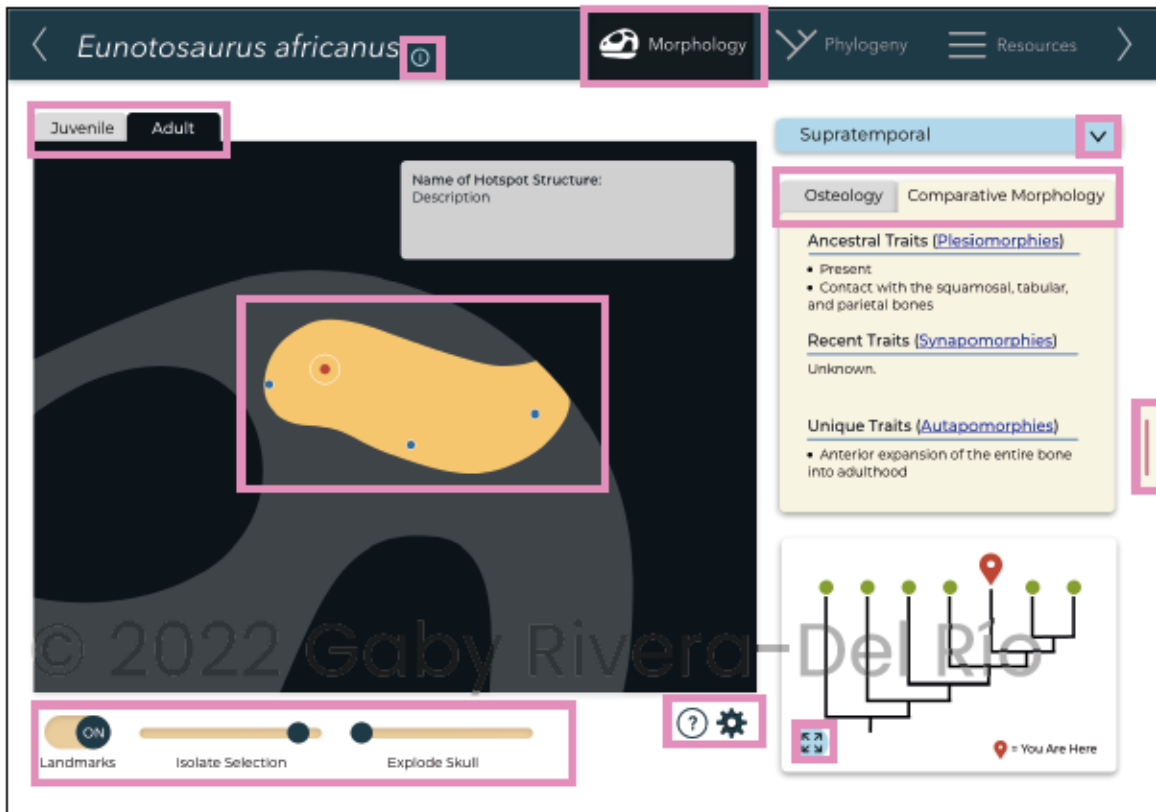 Eunotosaurus africanus
Morphology
Phylogeny
Resources
Juvenile
Adult
Name of Hotspot Structure:
Description
Supratemporal
Osteology
Comparative Morphology
Ancestral Traits (Plesiomorphies)
• Present
• Contact with the squamosal, tabular,
and parietal bones
Recent Traits (Synapomorphies)
Unknown.
Unique Traits (Autapomorphies)
• Anterior expansion of the entire bone
into adulthood
© 2022 Gaby Rivera-Del Río
ON
Landmarks
Isolate Selection
Explode Skull
?
= You Are Here